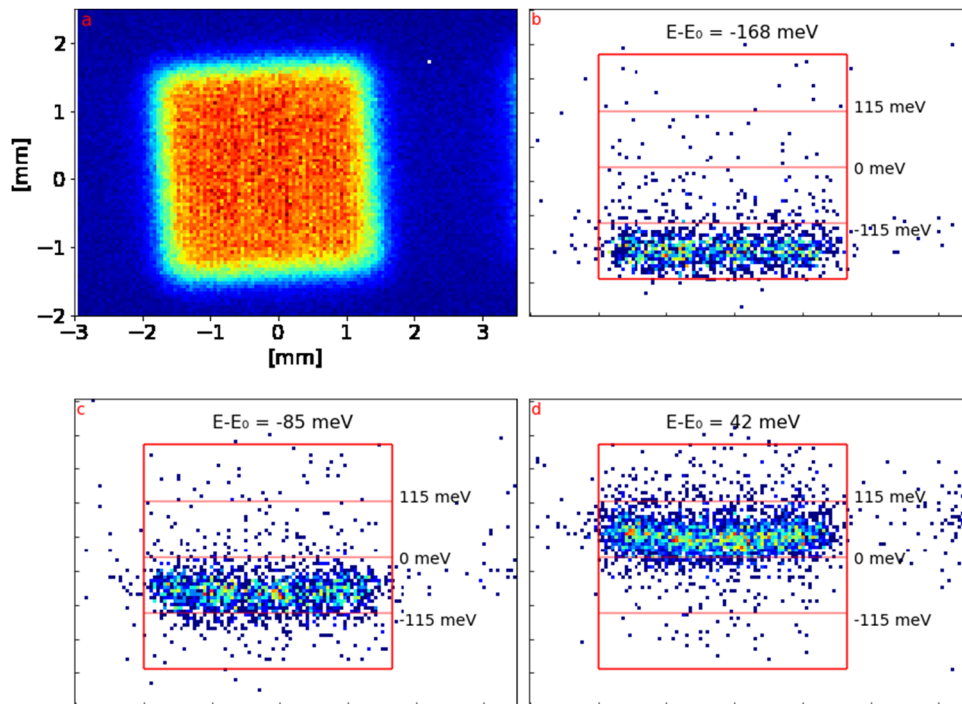 a
2
1
0
−1
−2
[mm]
−3 −2 −1 0 1 2 3
[mm]
b
E-E₀ = -168 meV
115 meV
0 meV
-115 meV
c
E-E₀ = -85 meV
115 meV
0 meV
-115 meV
d
E-E₀ = 42 meV
115 meV
0 meV
-115 meV